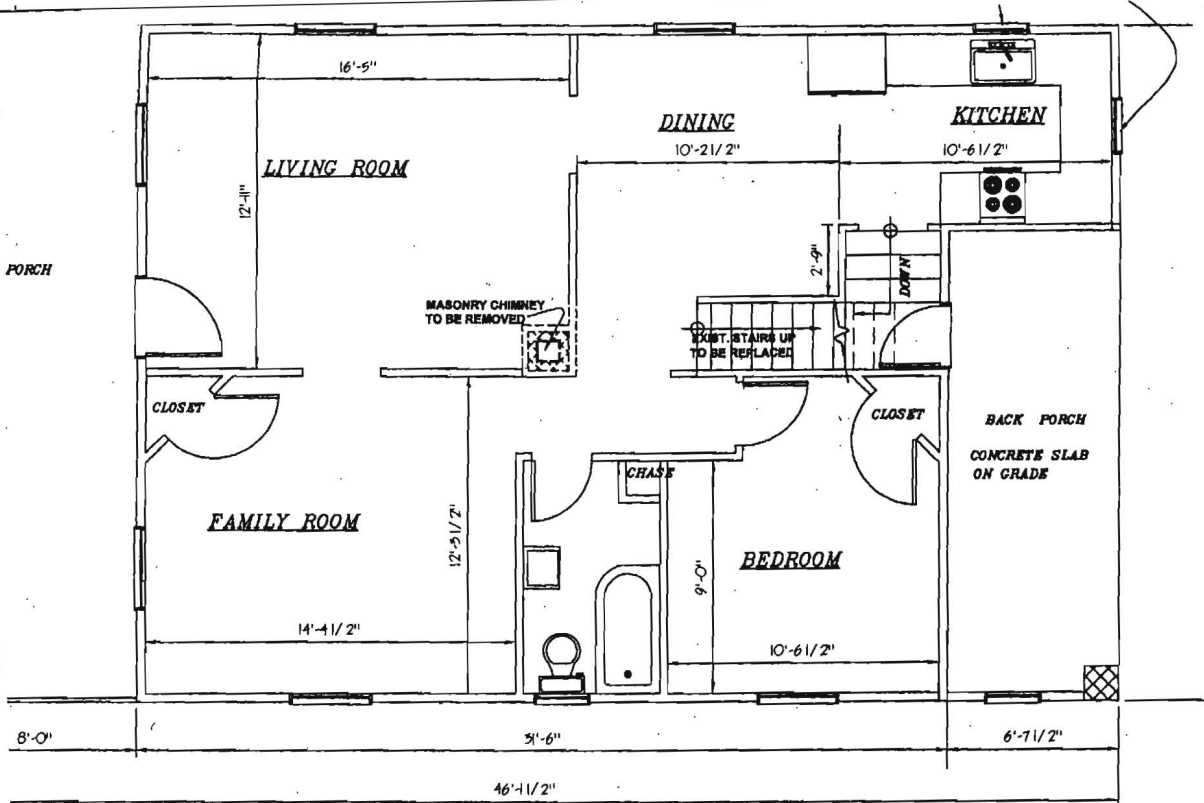 16'-5"
DINING
KITCHEN
10'-2 1/2"
10'-6 1/2"
LIVING ROOM
12'-11"
PORCH
2'-9"
DOWN
MASONRY CHIMNEY
TO BE REMOVED
EXIST. STAIRS UP
TO BE REPLACED
CLOSET
CLOSET
BACK PORCH
CONCRETE SLAB
ON GRADE
CHASE
FAMILY ROOM
12'-3 1/2"
BEDROOM
9'-0"
14'-4 1/2"
10'-6 1/2"
8'-0"
31'-6"
6'-7 1/2"
46'-1 1/2"